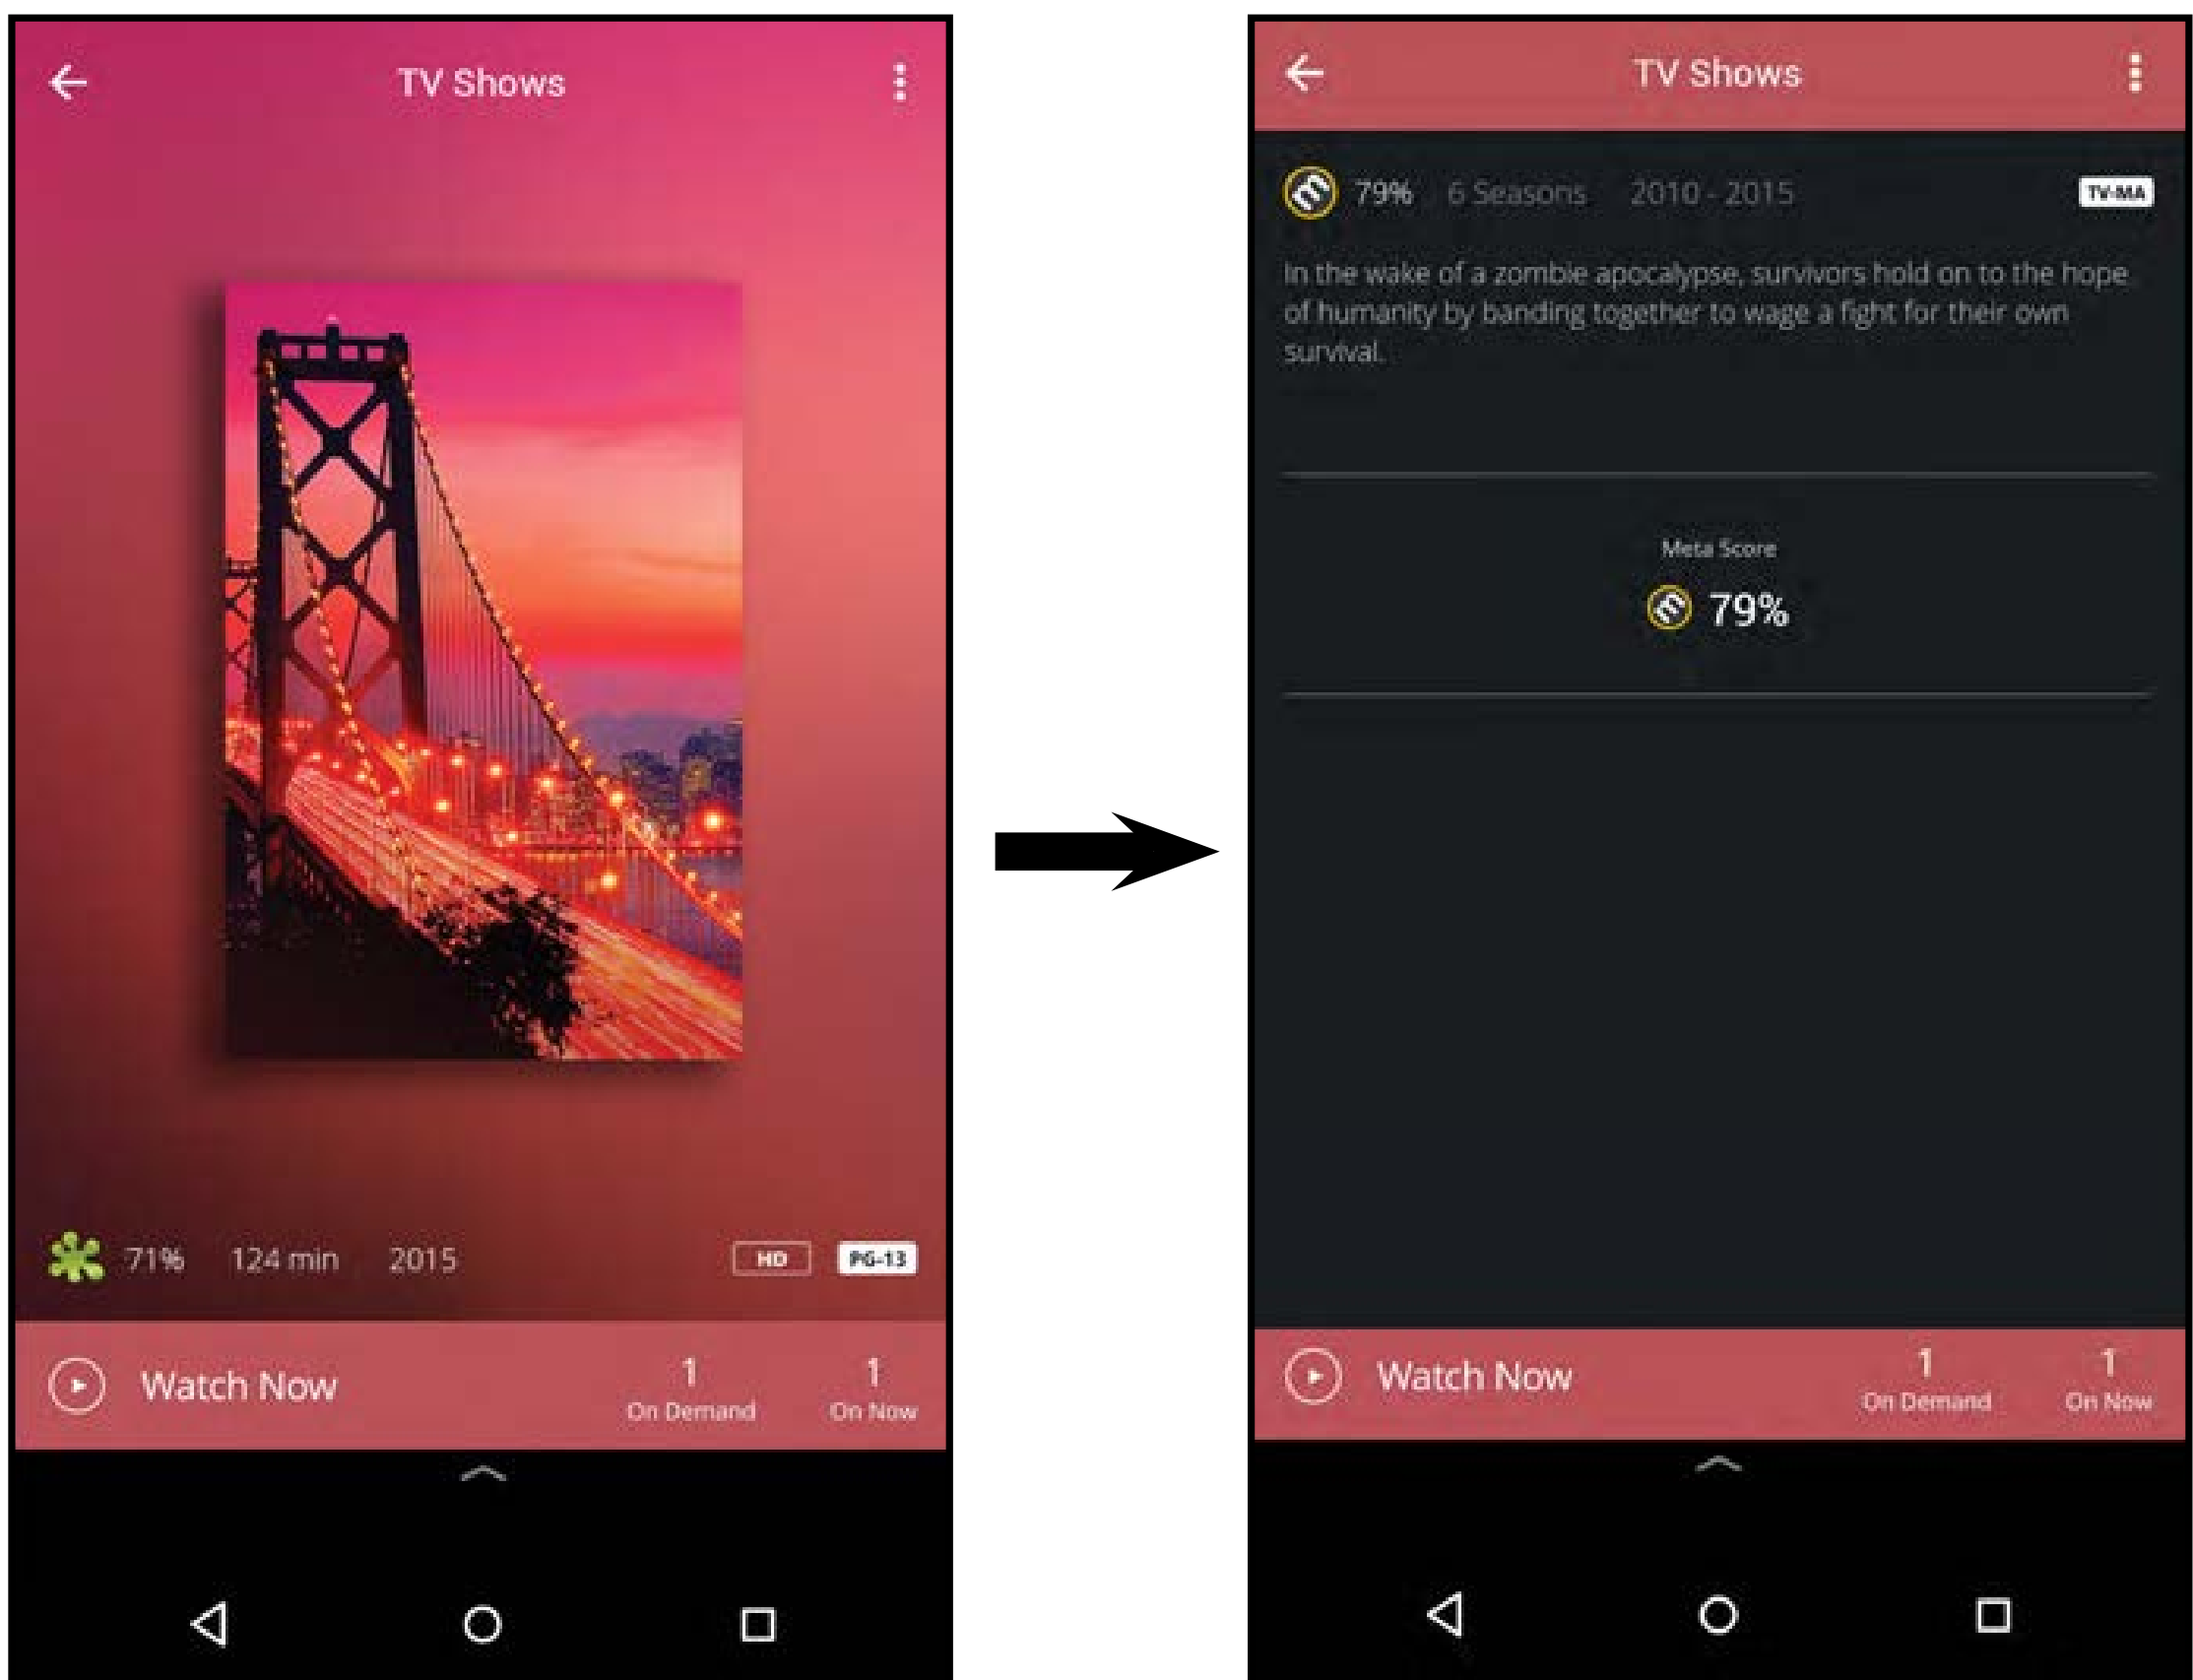 TV Shows
71% 124 min 2015 HD PG-13
Watch Now
1 On Demand
1 On Now
TV Shows
m 79% 6 Seasons 2010 - 2015 TV-MA
In the wake of a zombie apocalypse, survivors hold on to the hope
of humanity by banding together to wage a fight for their own
survival.
Meta Score
m 79%
Watch Now
1 On Demand
1 On Now